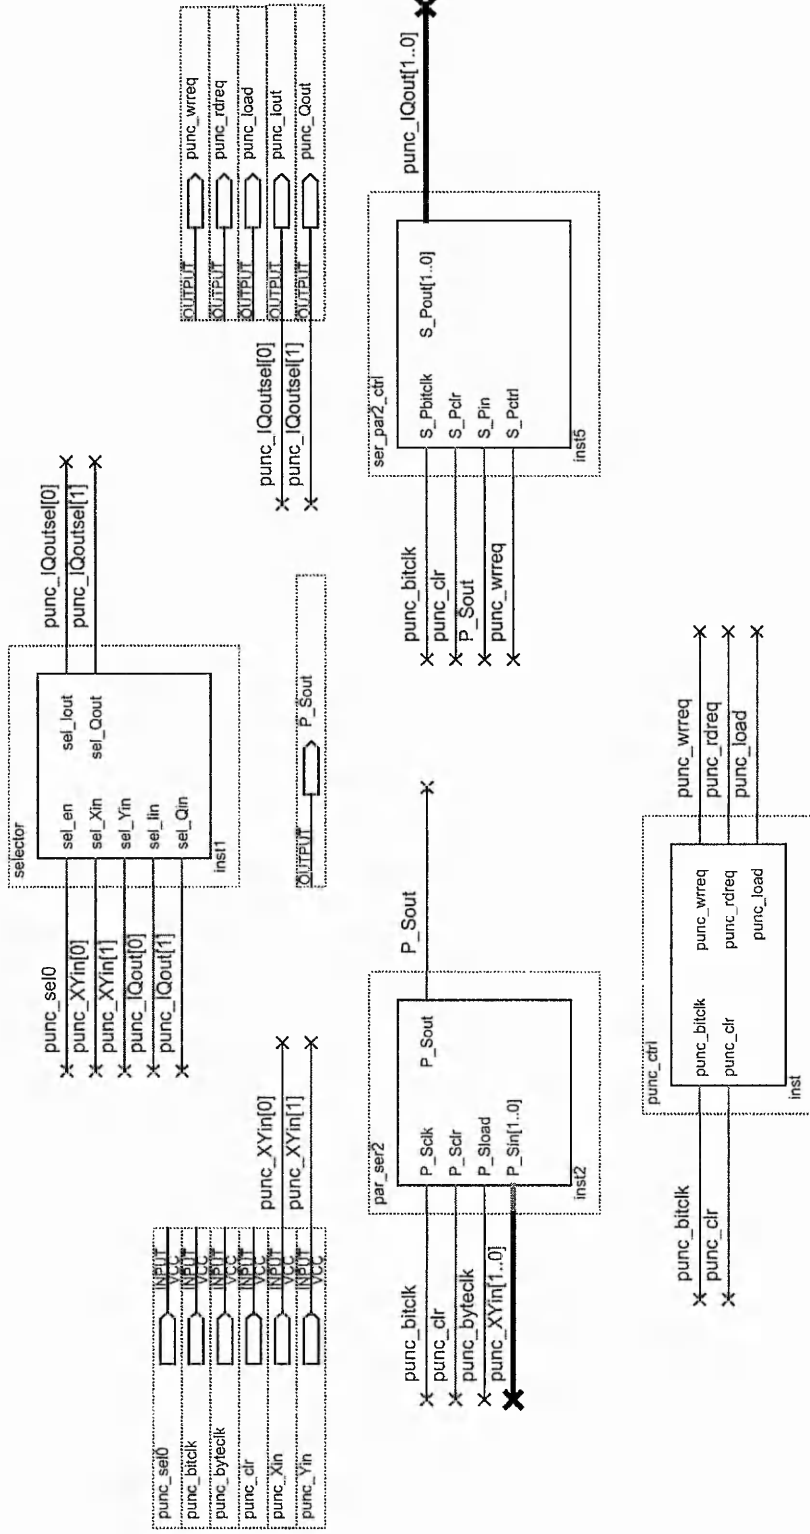 punc_sel0
INPUT
VCC
punc_bitclk
INPUT
VCC
punc_byteclk
INPUT
VCC
punc_clr
INPUT
VCC
punc_Xin
INPUT
VCC
punc_XYin[0]
punc_Yin
INPUT
VCC
punc_XYin[1]
selector
punc_sel0
sel_en
sel_Iout
punc_IQoutsel[0]
punc_XYin[0]
sel_Xin
sel_Qout
punc_IQoutsel[1]
punc_XYin[1]
sel_Yin
punc_IQout[0]
sel_Iin
punc_IQout[1]
sel_Qin
inst1
OUTPUT
P_Sout
OUTPUT
punc_wrreq
OUTPUT
punc_rdreq
OUTPUT
punc_load
punc_IQoutsel[0]
OUTPUT
punc_Iout
punc_IQoutsel[1]
OUTPUT
punc_Qout
par_ser2
punc_bitclk
P_Sclk
P_Sout
P_Sout
punc_clr
P_Sclr
punc_byteclk
P_Sload
punc_XYin[1..0]
P_Sin[1..0]
inst2
ser_par2_ctrl
punc_bitclk
S_Pbitclk
S_Pout[1..0]
punc_IQout[1..0]
punc_clr
S_Pclr
P_Sout
S_Pin
punc_wrreq
S_Pctrl
inst5
punc_ctrl
punc_bitclk
punc_bitclk
punc_wrreq
punc_wrreq
punc_clr
punc_clr
punc_rdreq
punc_rdreq
punc_load
punc_load
inst